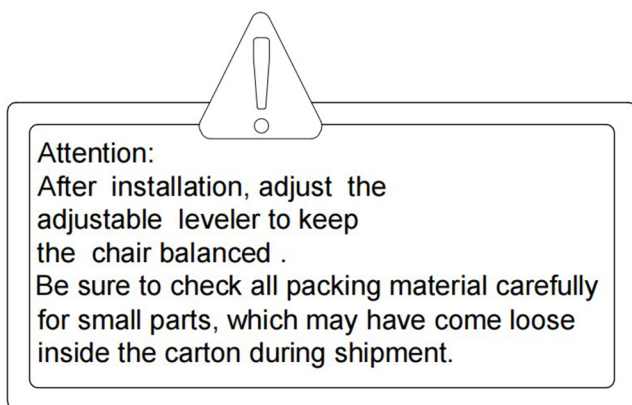 Attention:
After installation, adjust the
adjustable leveler to keep
the chair balanced .
Be sure to check all packing material carefully
for small parts, which may have come loose
inside the carton during shipment.